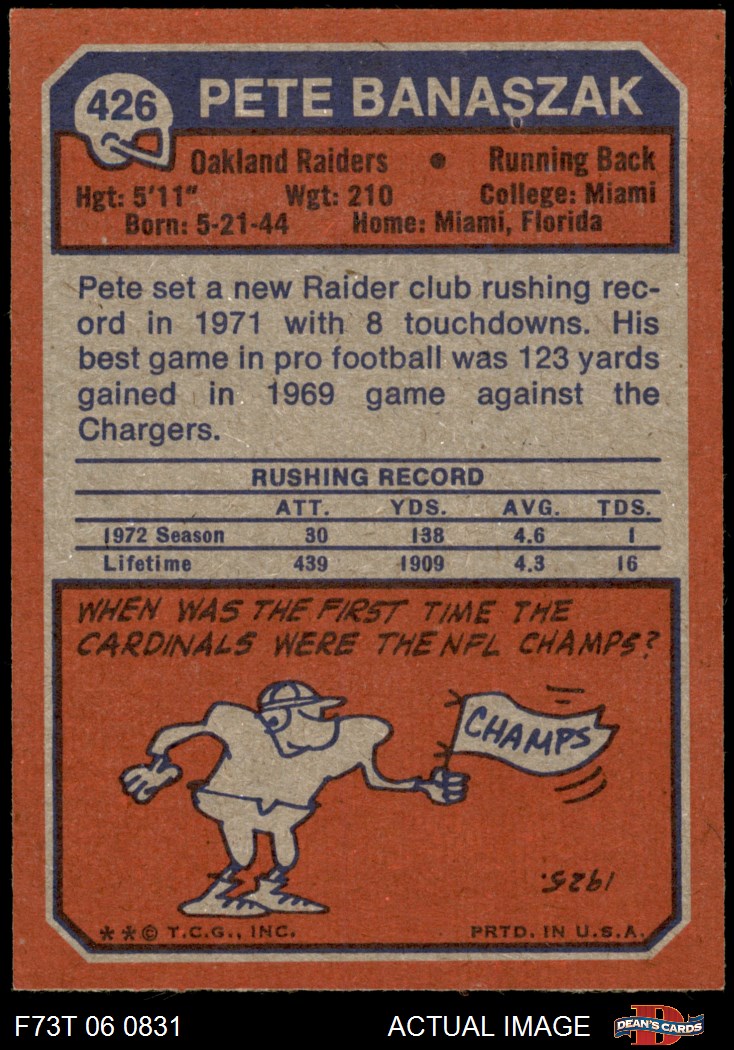 426
PETE BANASZAK
Oakland Raiders • Running Back
Hgt: 5'11" Wgt: 210 College: Miami
Born: 5-21-44 Home: Miami, Florida
Pete set a new Raider club rushing rec-
ord in 1971 with 8 touchdowns. His
best game in pro football was 123 yards
gained in 1969 game against the
Chargers.
RUSHING RECORD
ATT. YDS. AVG. TDS.
1972 Season 30 138 4.6 1
Lifetime 439 1909 4.3 16
WHEN WAS THE FIRST TIME THE
CARDINALS WERE THE NFL CHAMPS?
CHAMPS
1925.
**© T.C.G., INC. PRTD. IN U.S.A.
F73T 06 0831 ACTUAL IMAGE
D
DEAN'S CARDS